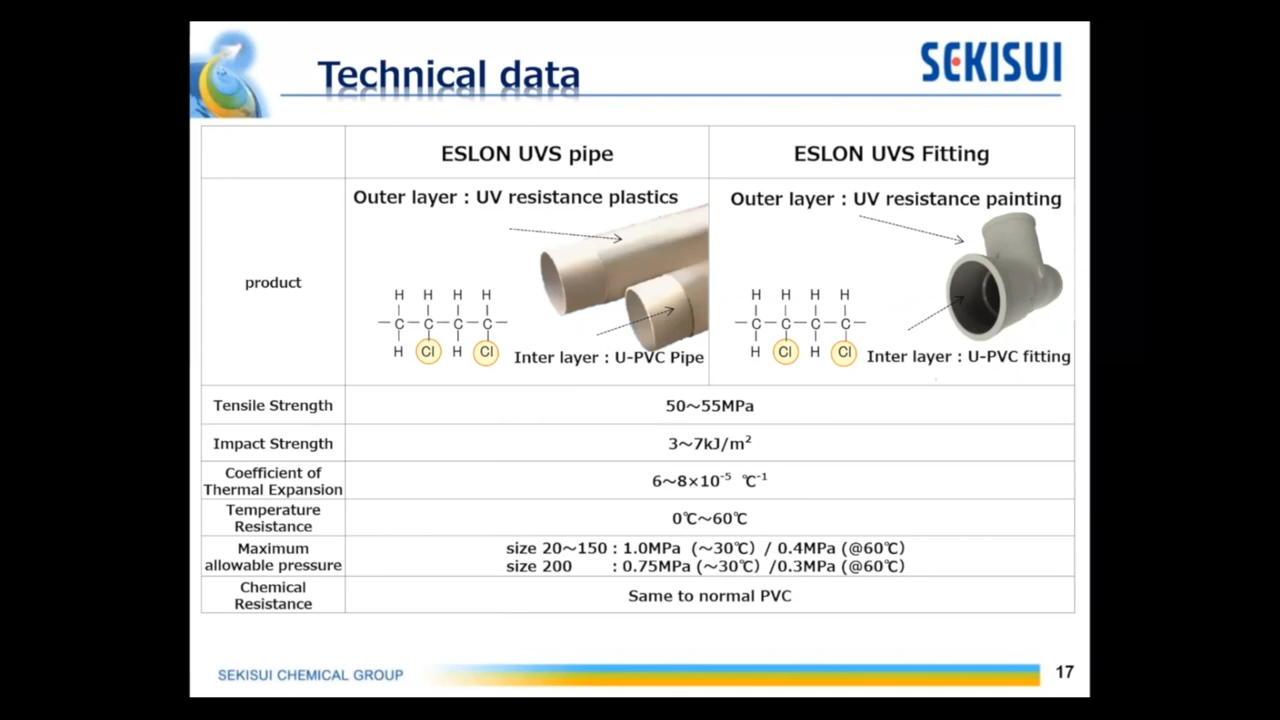 Technical data
SEKISUI
ESLON UVS pipe
ESLON UVS Fitting
product
Outer layer : UV resistance plastics
H H H H
C C C C
H Cl H Cl
Inter layer : U-PVC Pipe
Outer layer : UV resistance painting
H H H H
C C C C
H Cl H Cl
Inter layer : U-PVC fitting
Tensile Strength
50～55MPa
Impact Strength
3～7kJ/m²
Coefficient of
Thermal Expansion
6～8×10⁻⁵ ℃⁻¹
Temperature
Resistance
0℃～60℃
Maximum
allowable pressure
size 20～150 : 1.0MPa (～30℃) / 0.4MPa (@60℃)
size 200 : 0.75MPa (～30℃) /0.3MPa (@60℃)
Chemical
Resistance
Same to normal PVC
SEKISUI CHEMICAL GROUP
17